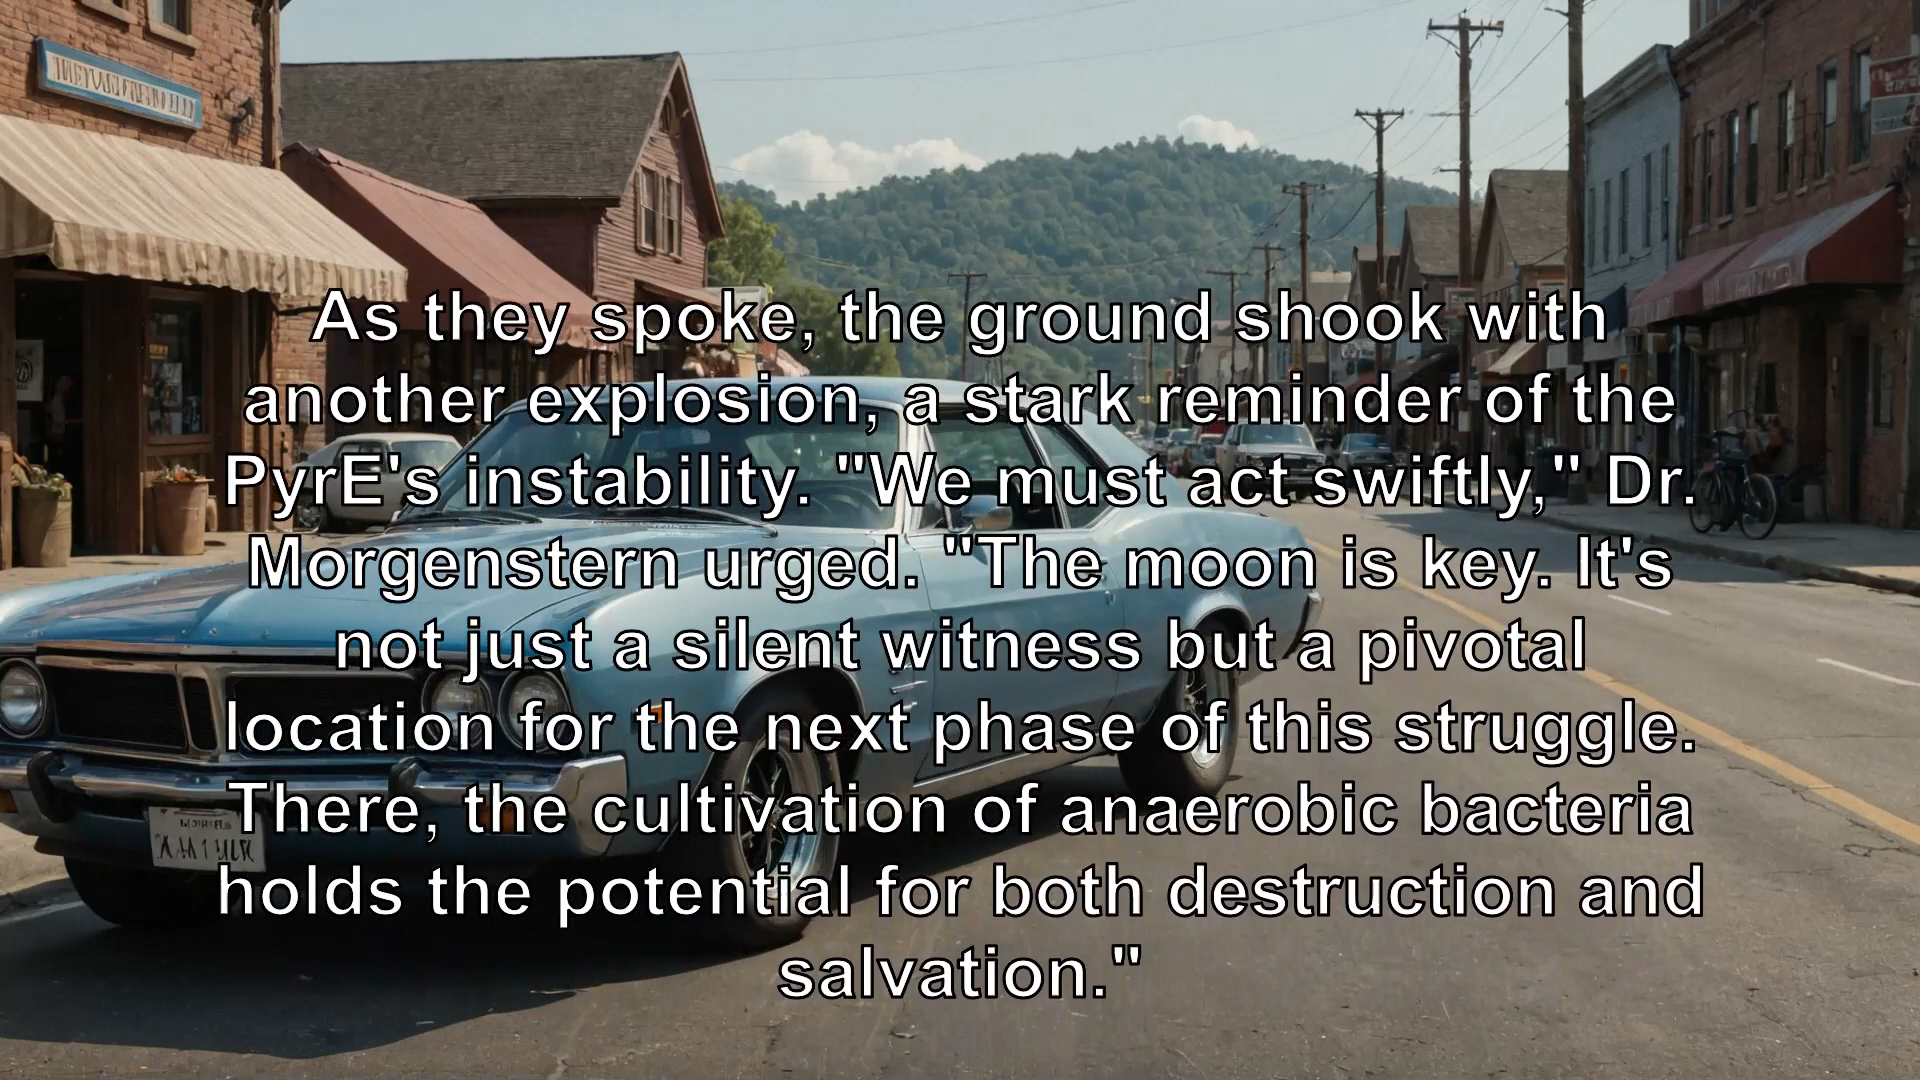 As they spoke, the ground shook with
another explosion, a stark reminder of the
PyrE's instability. "We must act swiftly," Dr.
Morgenstern urged. "The moon is key. It's
not just a silent witness but a pivotal
location for the next phase of this struggle.
There, the cultivation of anaerobic bacteria
holds the potential for both destruction and
salvation."